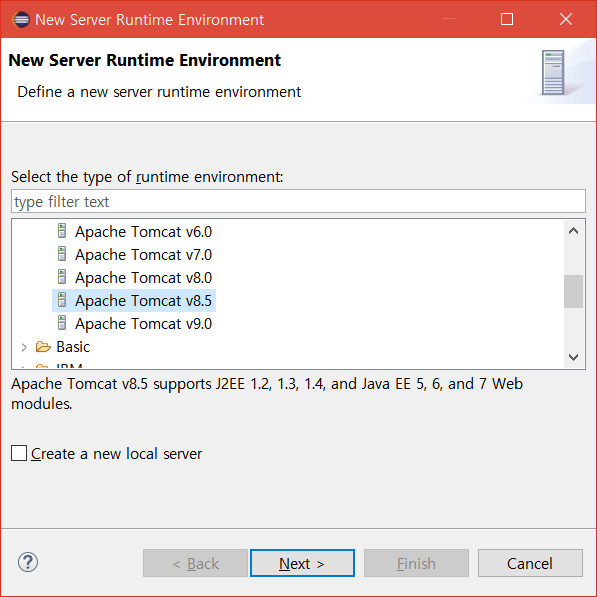 New Server Runtime Environment
New Server Runtime Environment
Define a new server runtime environment
Select the type of runtime environment:
type filter text
Apache Tomcat v6.0
Apache Tomcat v7.0
Apache Tomcat v8.0
Apache Tomcat v8.5
Apache Tomcat v9.0
Basic
IBM
Apache Tomcat v8.5 supports J2EE 1.2, 1.3, 1.4, and Java EE 5, 6, and 7 Web
modules.
Create a new local server
? < Back Next > Finish Cancel